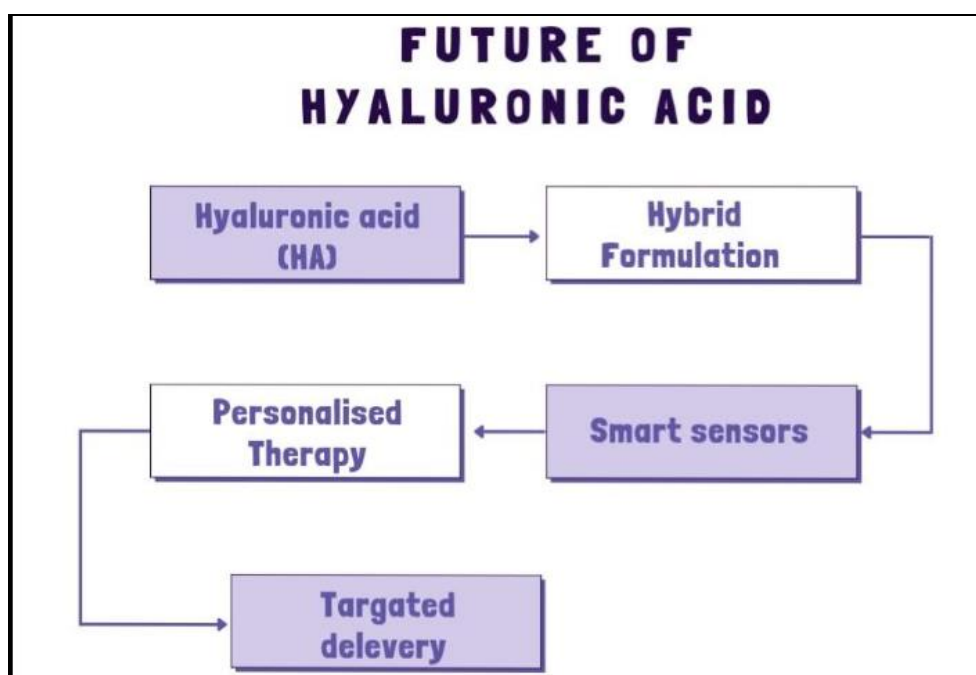 FUTURE OF
HYALURONIC ACID
Hyaluronic acid
(HA)
Hybrid
Formulation
Smart sensors
Personalised
Therapy
Targated
delevery